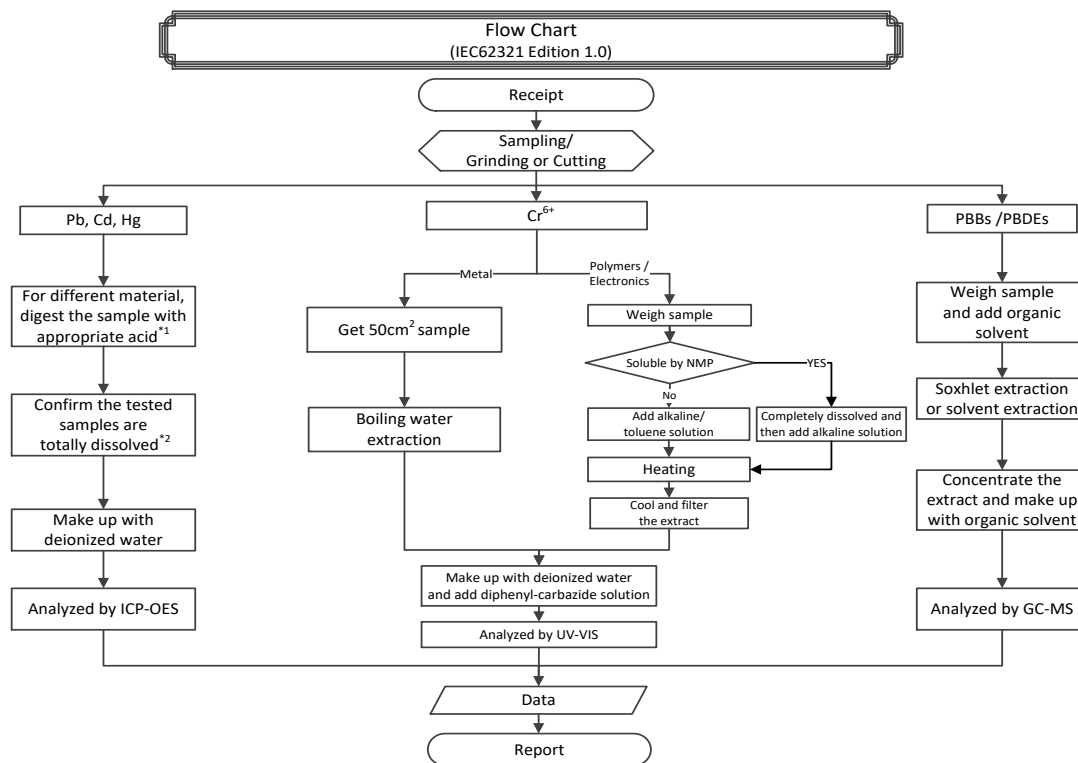 Flow Chart
(IEC62321 Edition 1.0)
Receipt
Sampling/
Grinding or Cutting
Pb, Cd, Hg
Cr6+
PBBs /PBDEs
Metal
Polymers /
Electronics
For different material,
digest the sample with
appropriate acid*1
Get 50cm2 sample
Weigh sample
Weigh sample
and add organic
solvent
Soluble by NMP
YES
No
Confirm the tested
samples are
totally dissolved*2
Boiling water
extraction
Add alkaline/
toluene solution
Completely dissolved and
then add alkaline solution
Soxhlet extraction
or solvent extraction
Heating
Cool and filter
the extract
Concentrate the
extract and make up
with organic solvent
Make up with
deionized water
Make up with deionized water
and add diphenyl-carbazide solution
Analyzed by ICP-OES
Analyzed by UV-VIS
Analyzed by GC-MS
Data
Report